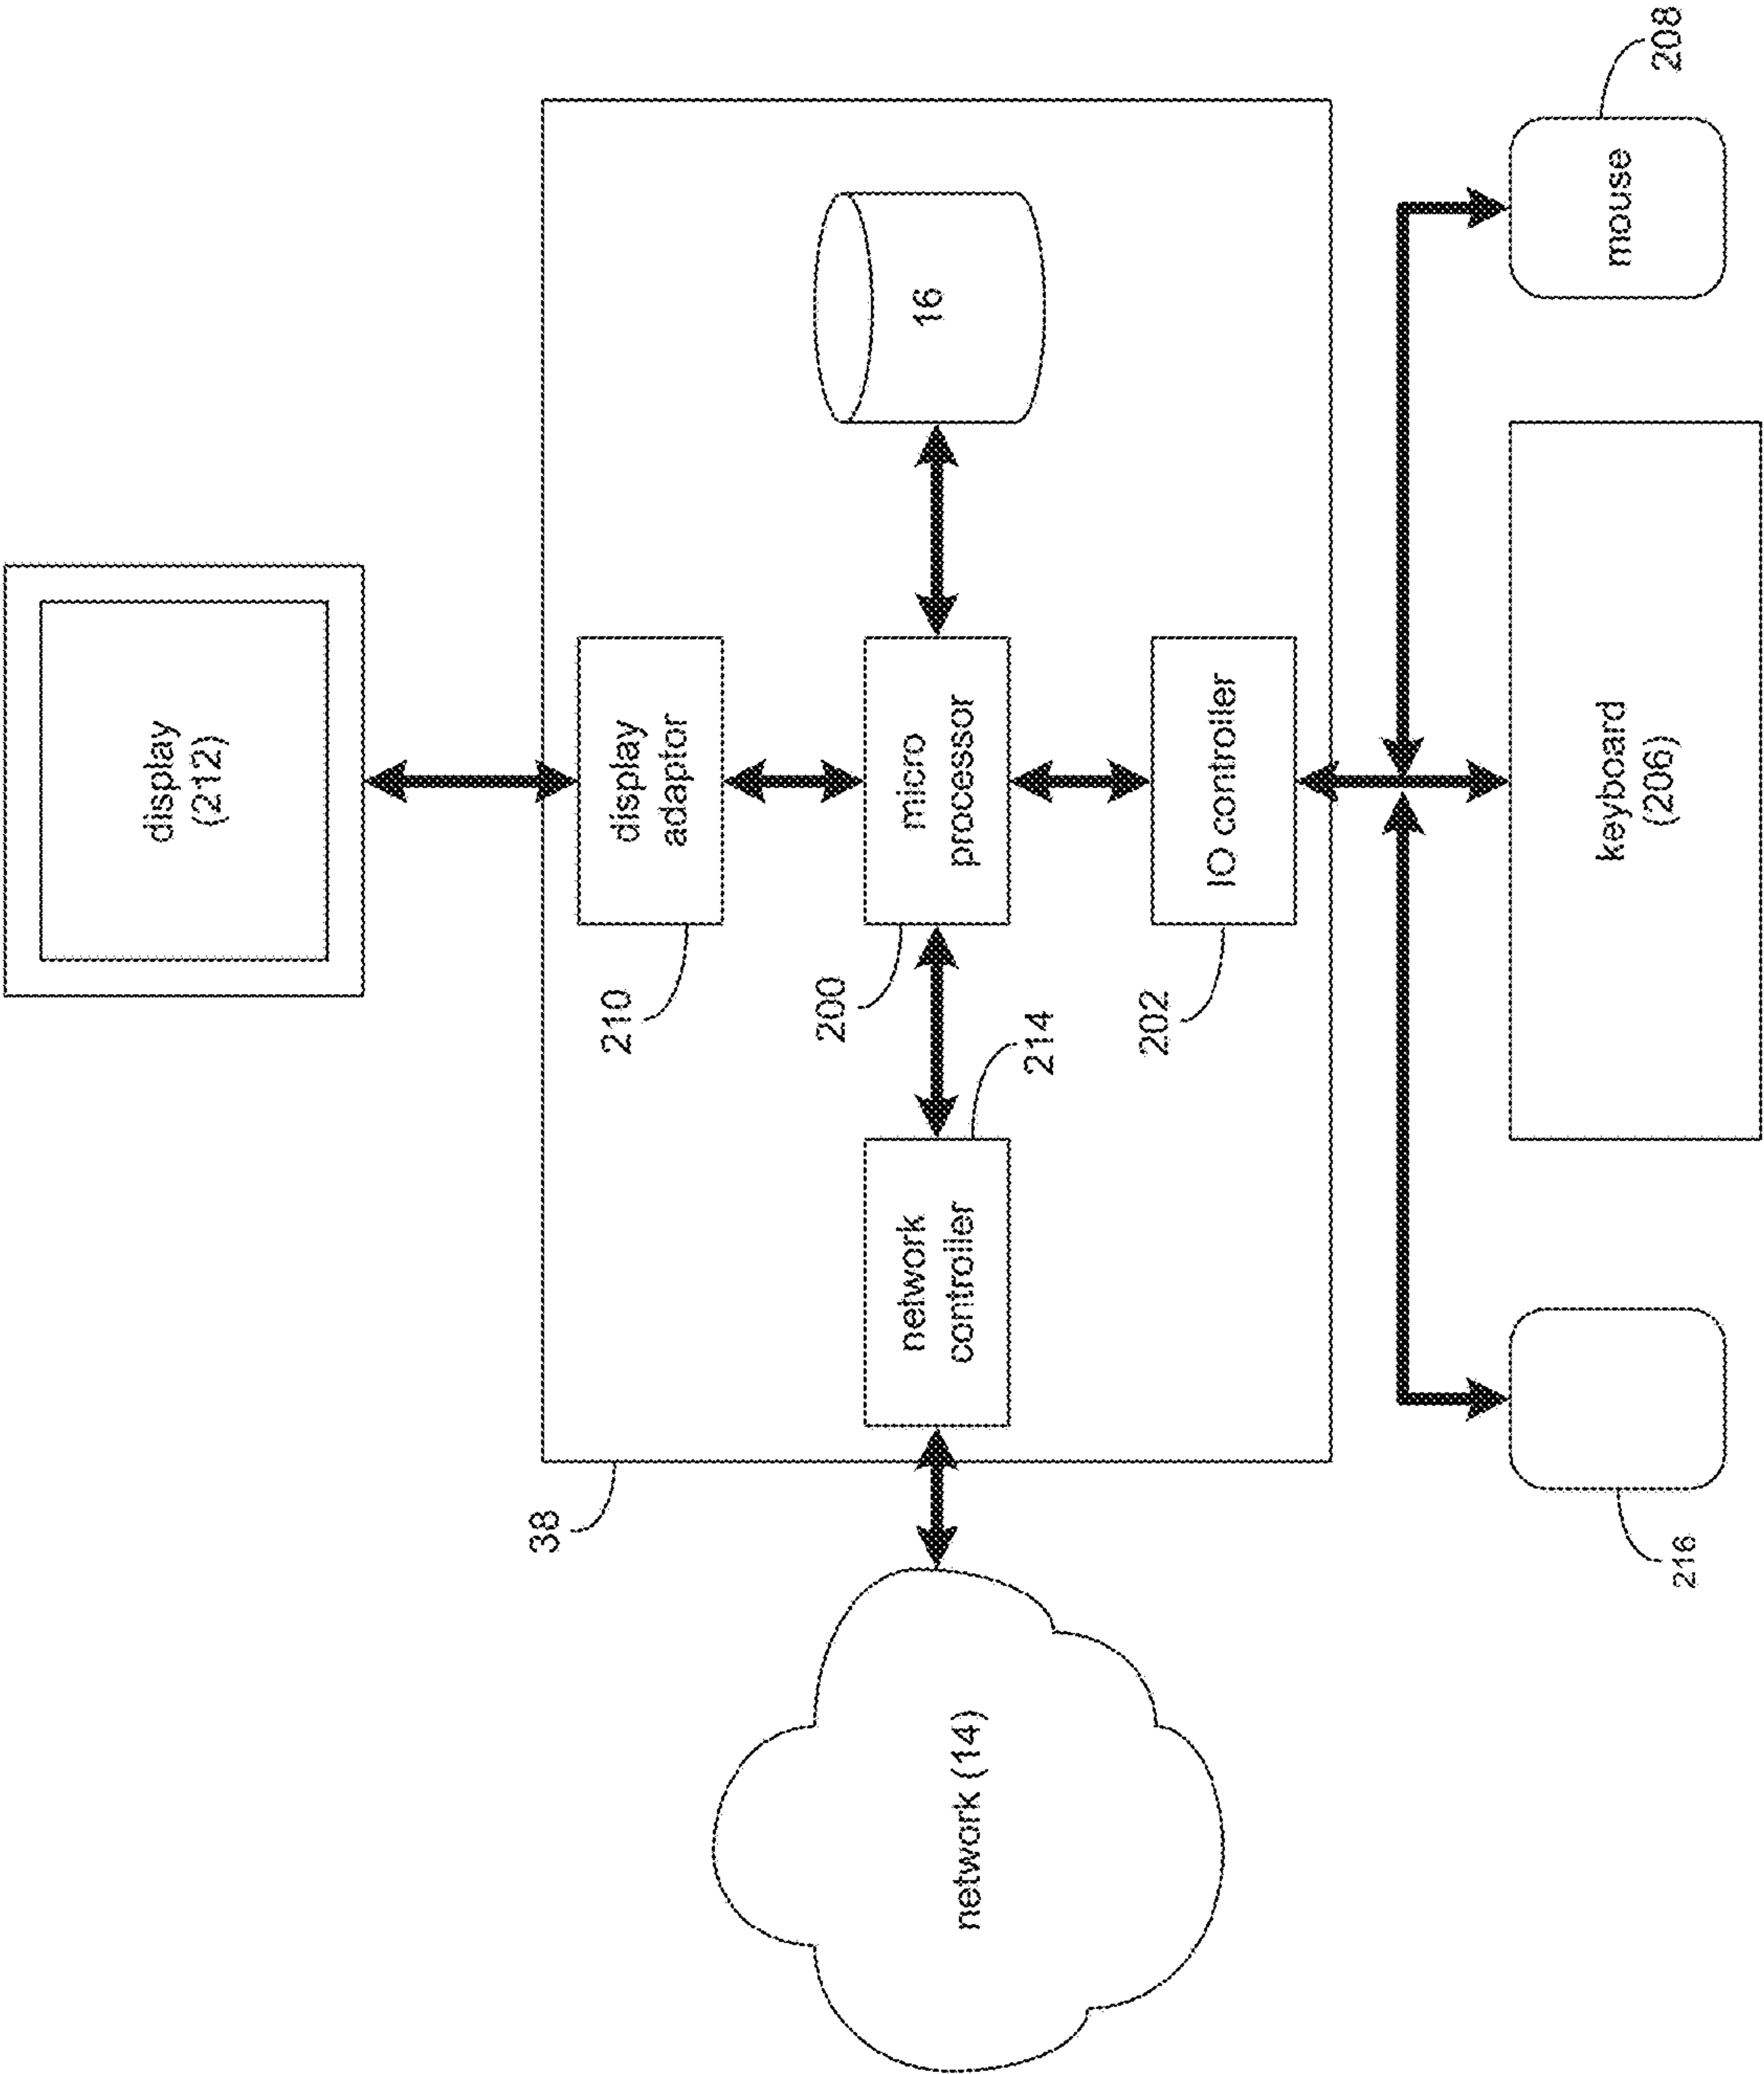 display
(212)
38
display
adaptor
210
network (14)
network
controller
214
micro
processor
200
16
IO controller
202
216
keyboard
(206)
mouse
208